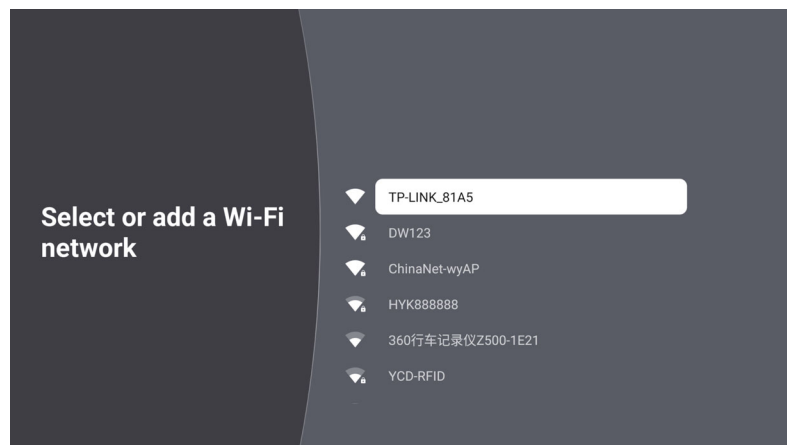 Select or add a Wi-Fi
network
TP-LINK_81A5
DW123
ChinaNet-wyAP
HYK888888
360行车记录仪Z500-1E21
YCD-RFID